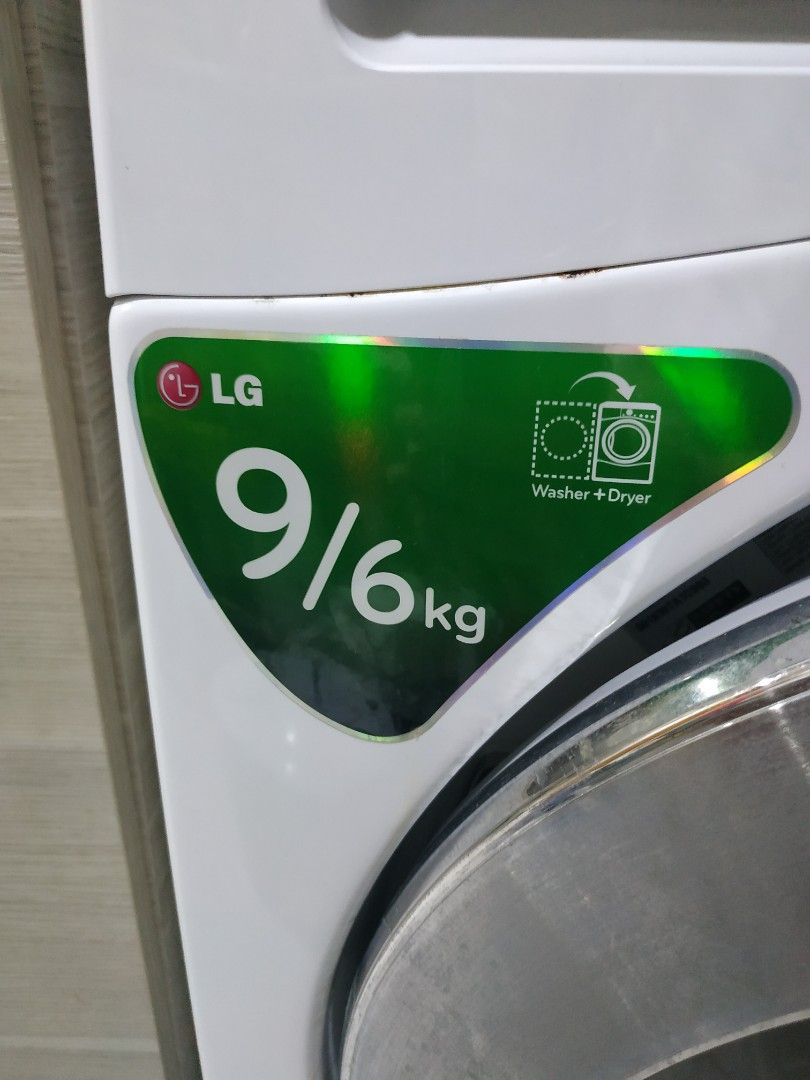 LG
9/6kg
Washer + Dryer